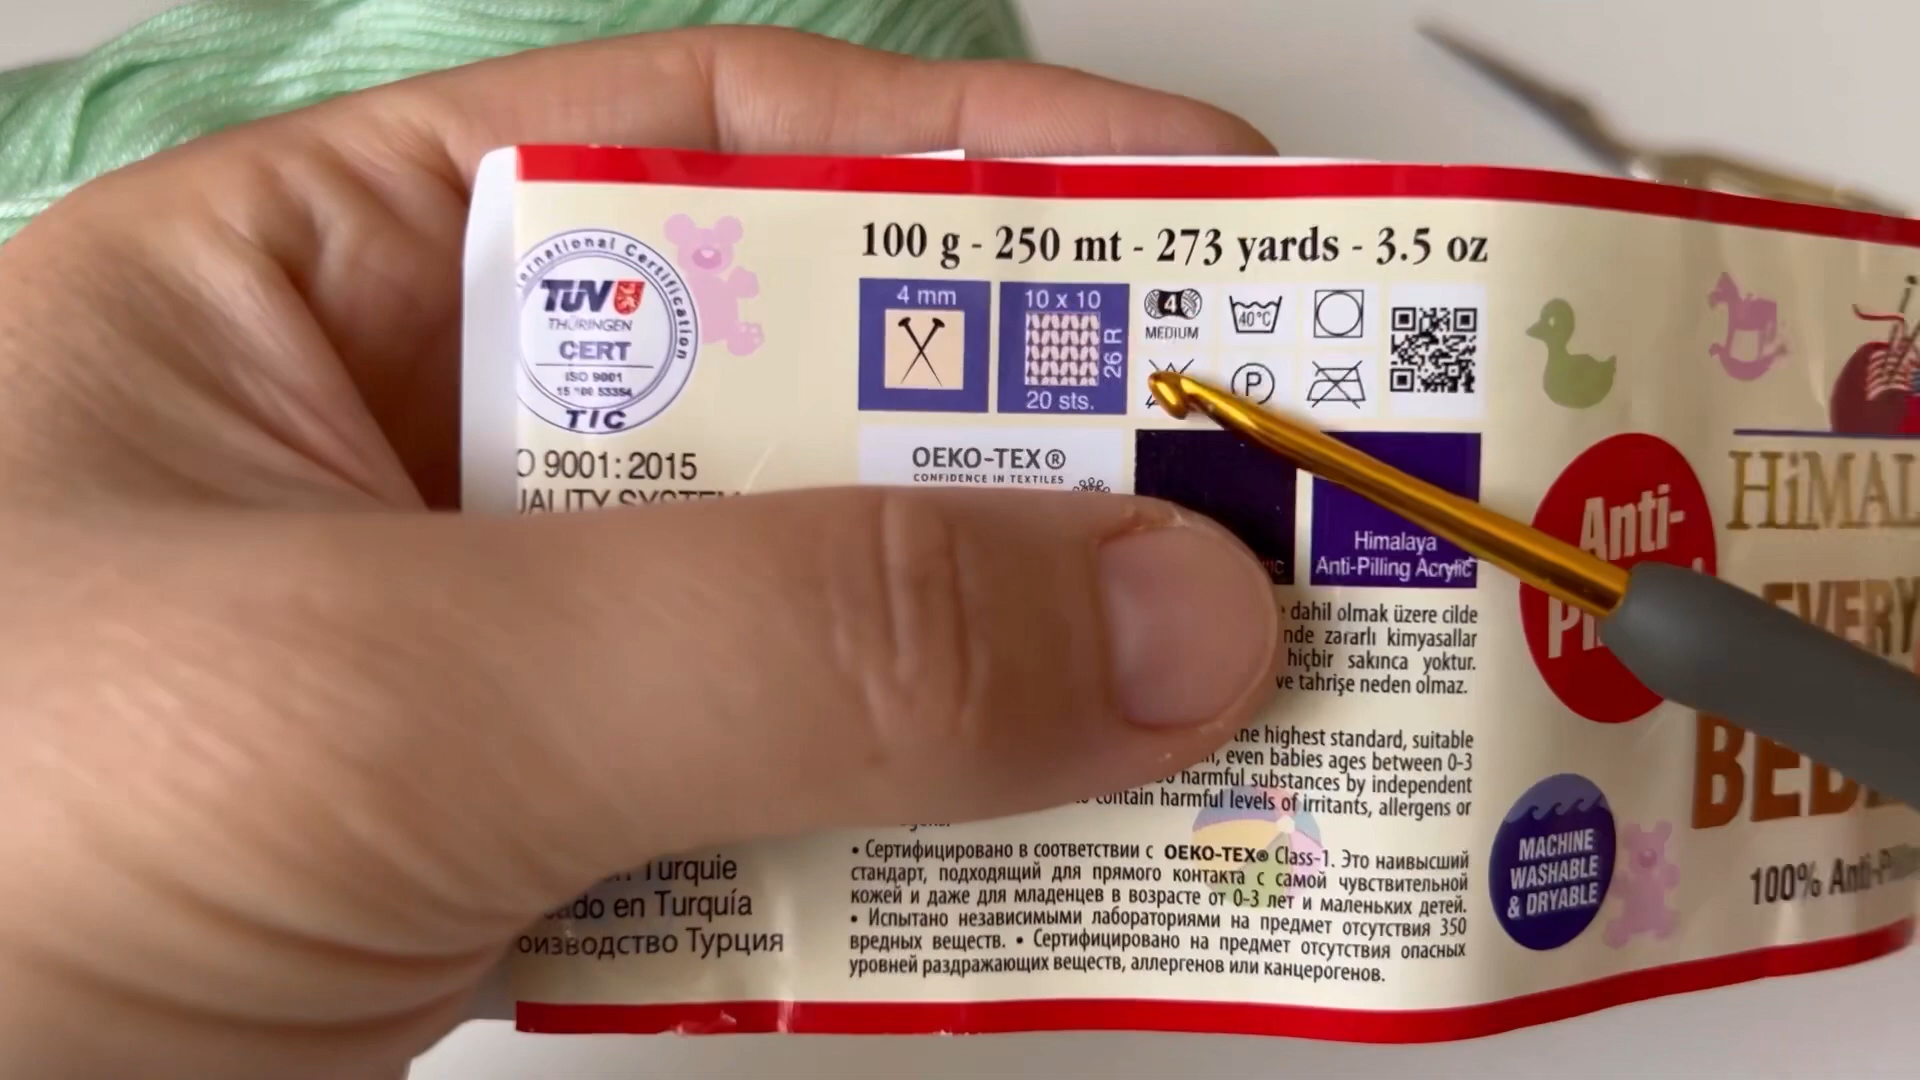 100 g - 250 mt - 273 yards - 3.5 oz
International Certification
TÜV
THÜRINGEN
CERT
ISO 9001
TIC
4 mm
10 x 10
26 R
20 sts.
4
MEDIUM
40°C
P
O 9001: 2015
OEKO-TEX®
CONFIDENCE IN TEXTILES
Himalaya
Anti-Pilling Acrylic
dahil olmak üzere cilde
zararlı kimyasallar
hiçbir sakınca yoktur.
ve tahrişe neden olmaz.
the highest standard, suitable
even babies ages between 0-3
harmful substances by independent
contain harmful levels of irritants, allergens or
• Сертифицировано в соответствии с OEKO-TEX® Class-1. Это наивысший
стандарт, подходящий для прямого контакта с самой чувствительной
кожей и даже для младенцев в возрасте от 0-3 лет и маленьких детей.
• Испытано независимыми лабораториями на предмет отсутствия 350
вредных веществ. • Сертифицировано на предмет отсутствия опасных
уровней раздражающих веществ, аллергенов или канцерогенов.
Turquie
en Turquía
Турция
Anti-
HiMAL
EVERY
BEB
MACHINE
WASHABLE
& DRYABLE
100% Anti-